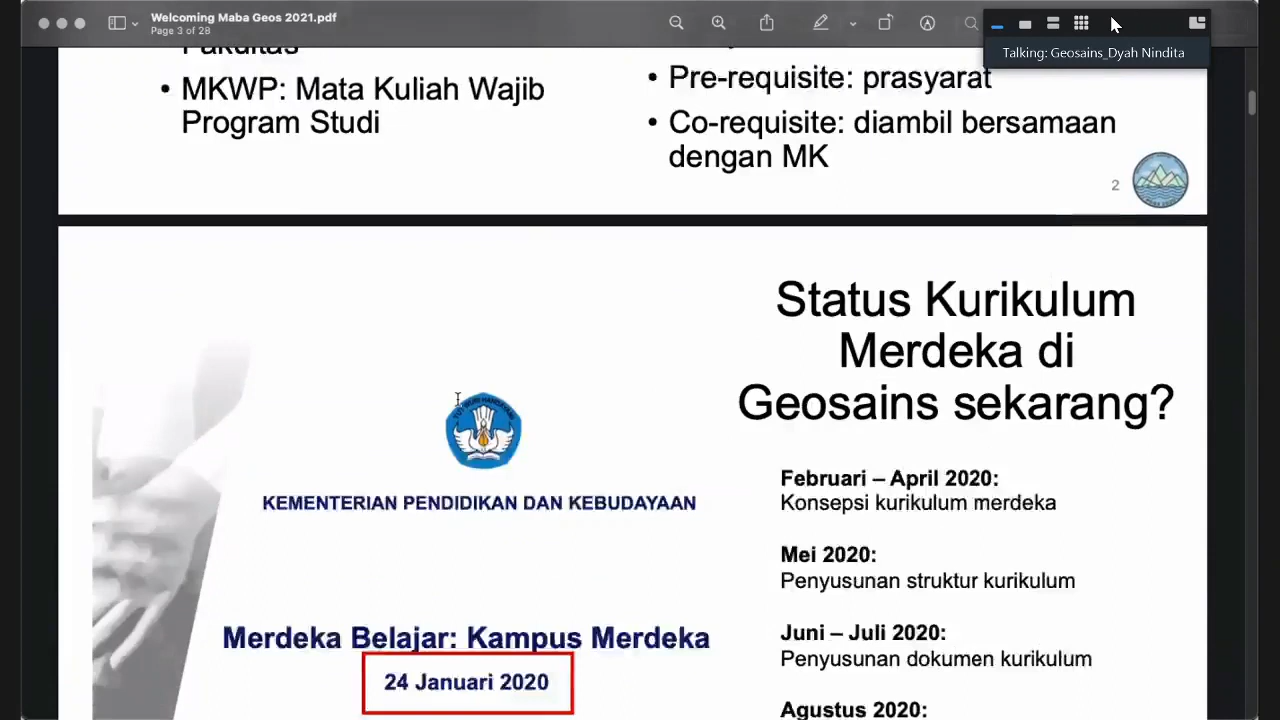 Welcoming Maba Geos 2021.pdf
Page 3 of 28
Talking: Geosains_Dyah Nindita
Fakultas
• MKWP: Mata Kuliah Wajib
Program Studi
• Pre-requisite: prasyarat
• Co-requisite: diambil bersamaan
dengan MK
2
Status Kurikulum
Merdeka di
Geosains sekarang?
KEMENTERIAN PENDIDIKAN DAN KEBUDAYAAN
Merdeka Belajar: Kampus Merdeka
24 Januari 2020
Februari – April 2020:
Konsepsi kurikulum merdeka
Mei 2020:
Penyusunan struktur kurikulum
Juni – Juli 2020:
Penyusunan dokumen kurikulum
Agustus 2020: